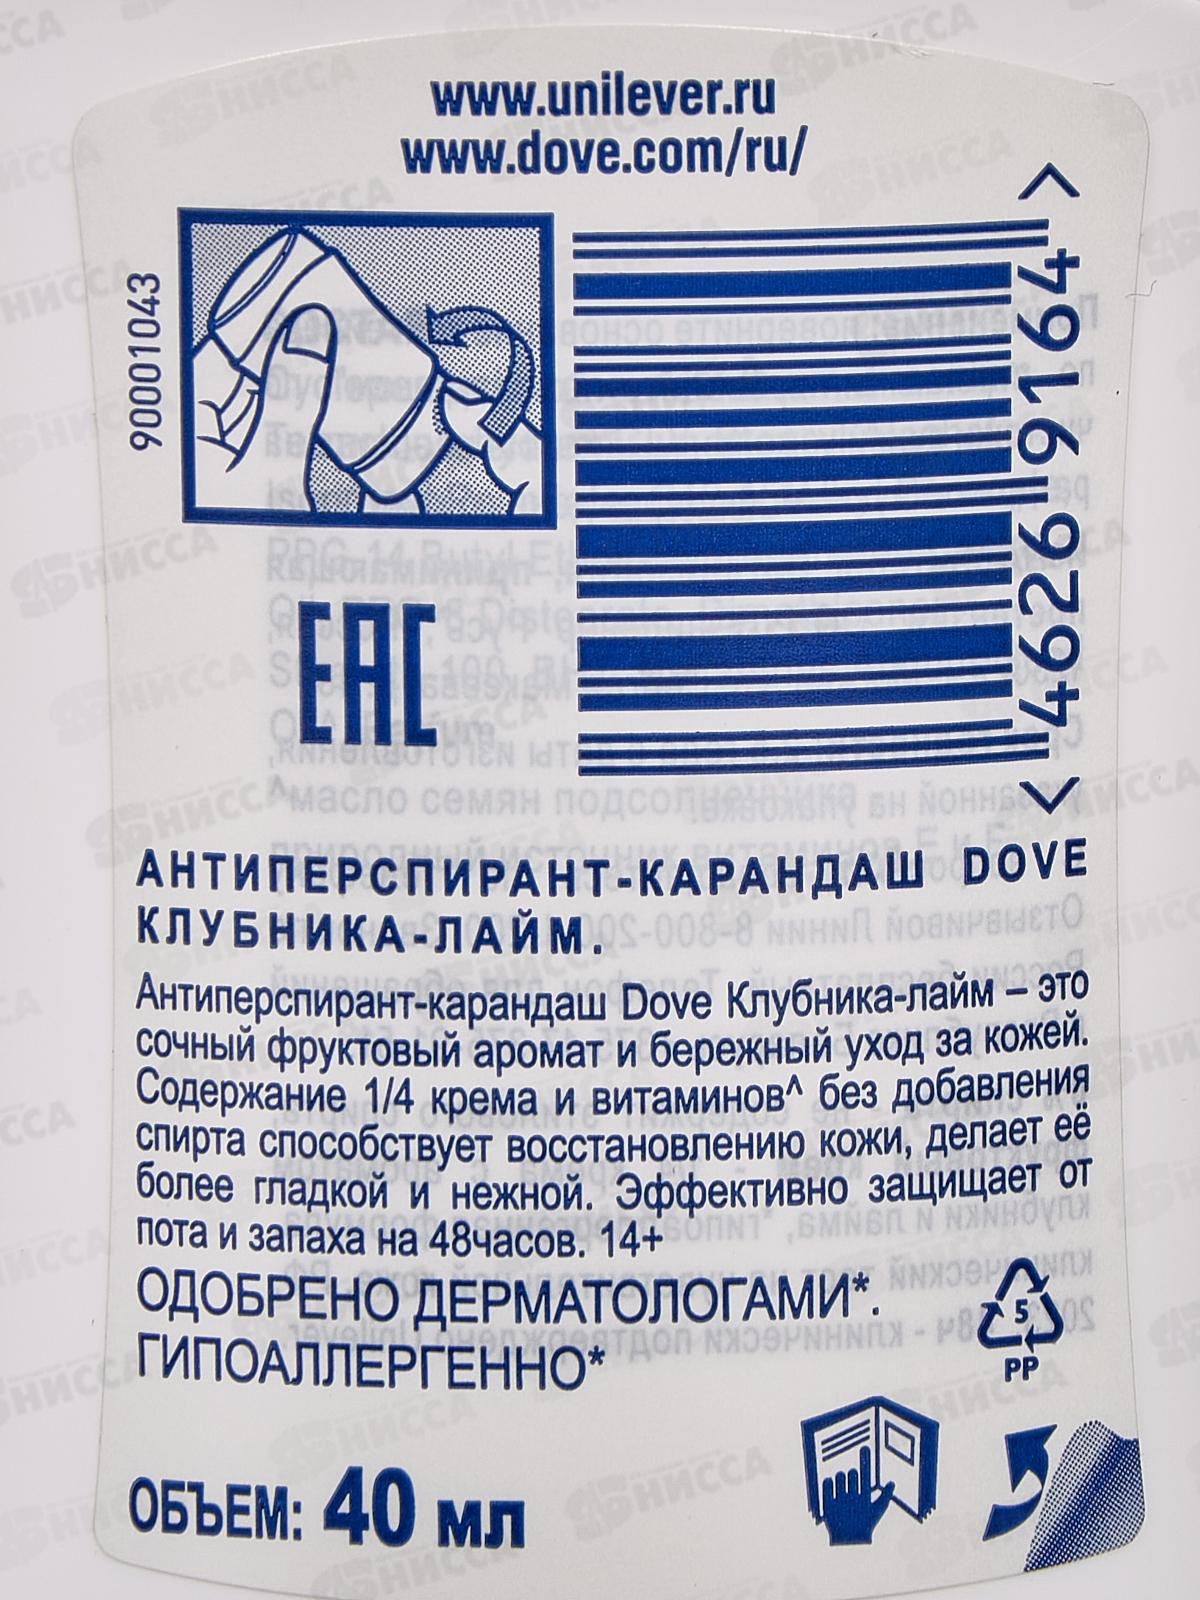 www.unilever.ru
www.dove.com/ru/
90001043
46269164
ЕАС
АНТИПЕРСПИРАНТ-КАРАНДАШ DOVE
КЛУБНИКА-ЛАЙМ.
Антиперспирант-карандаш Dove Клубника-лайм – это
сочный фруктовый аромат и бережный уход за кожей.
Содержание 1/4 крема и витаминов^ без добавления
спирта способствует восстановлению кожи, делает её
более гладкой и нежной. Эффективно защищает от
пота и запаха на 48часов. 14+
ОДОБРЕНО ДЕРМАТОЛОГАМИ*.
ГИПОАЛЛЕРГЕННО*
5
PP
ОБЪЕМ: 40 мл
НИССА